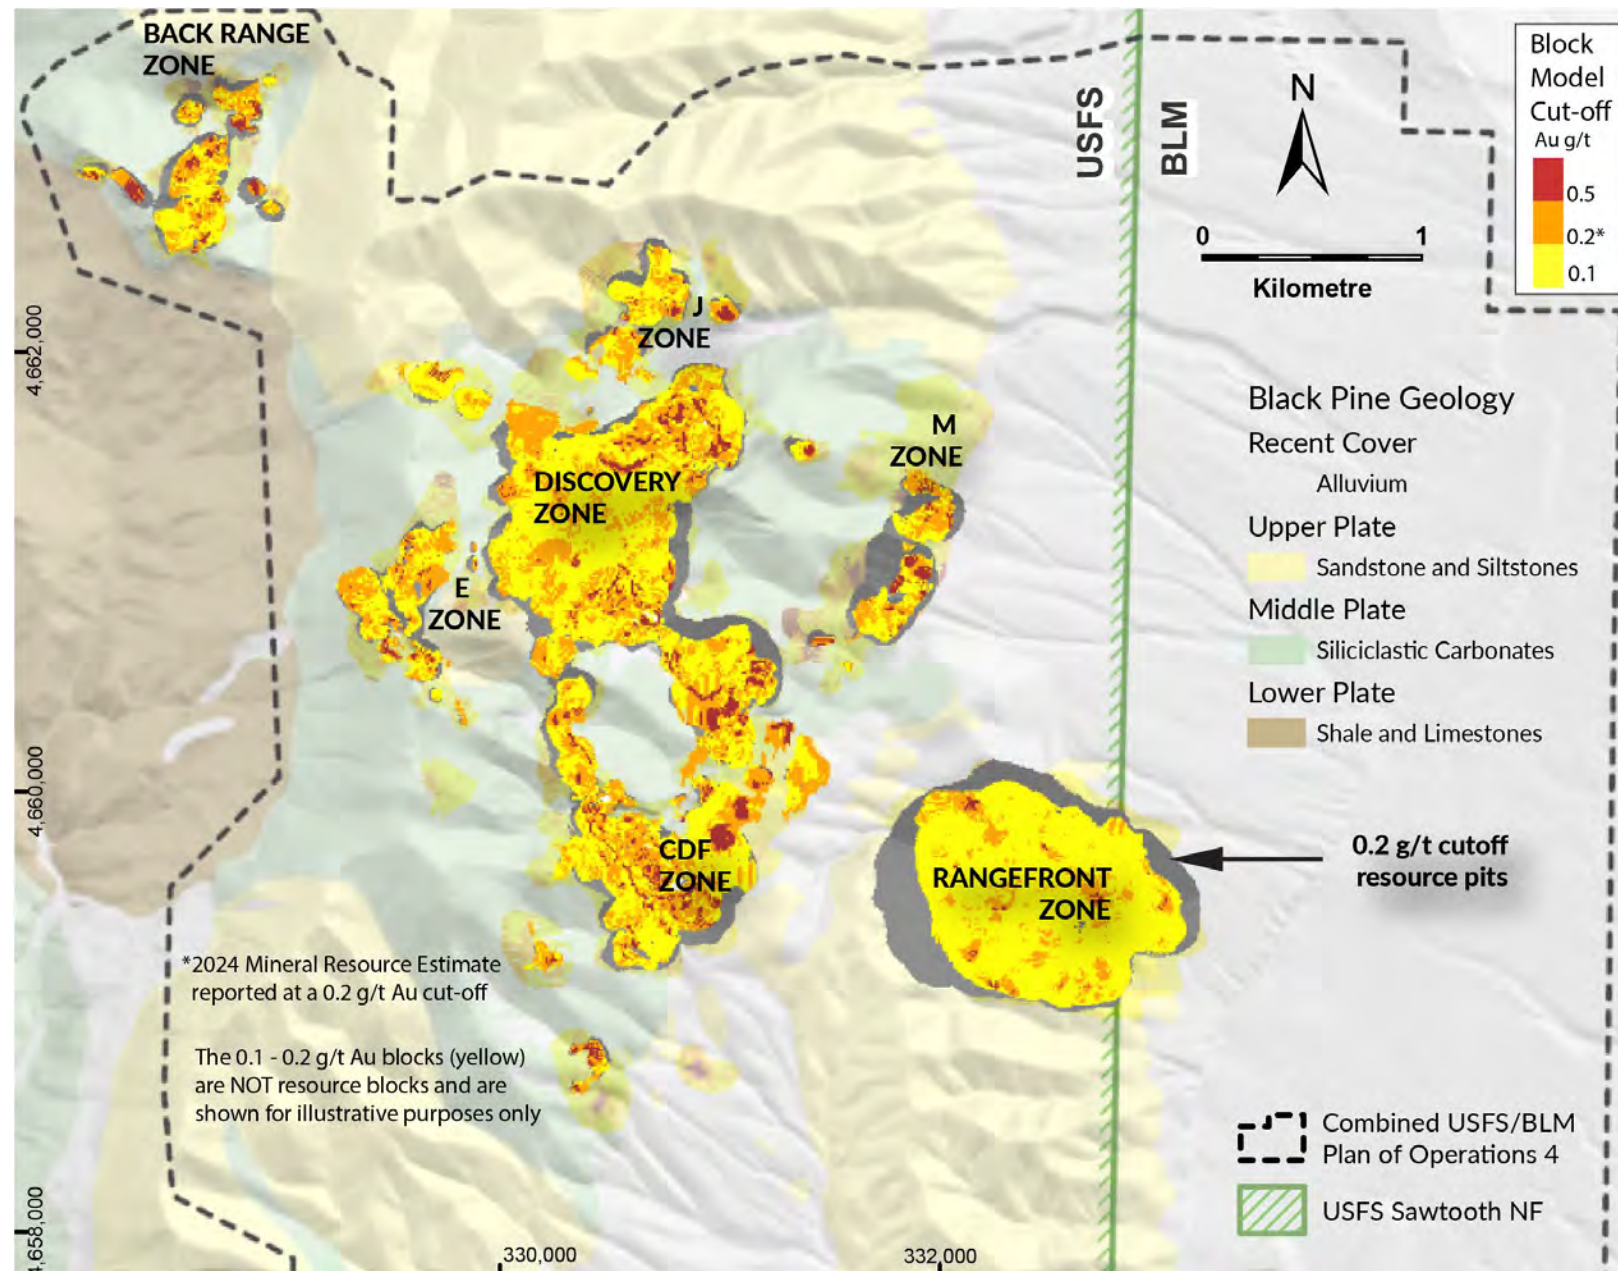 BACK RANGE
ZONE
USFS
BLM
N
0 1
Kilometre
Block
Model
Cut-off
Au g/t
0.5
0.2*
0.1
J
ZONE
4,662,000
M
ZONE
DISCOVERY
ZONE
E
ZONE
Black Pine Geology
Recent Cover
Alluvium
Upper Plate
Sandstone and Siltstones
Middle Plate
Siliciclastic Carbonates
Lower Plate
Shale and Limestones
4,660,000
CDF
ZONE
RANGEFRONT
ZONE
0.2 g/t cutoff
resource pits
*2024 Mineral Resource Estimate
reported at a 0.2 g/t Au cut-off
The 0.1 - 0.2 g/t Au blocks (yellow)
are NOT resource blocks and are
shown for illustrative purposes only
Combined USFS/BLM
Plan of Operations 4
USFS Sawtooth NF
4,658,000
330,000
332,000